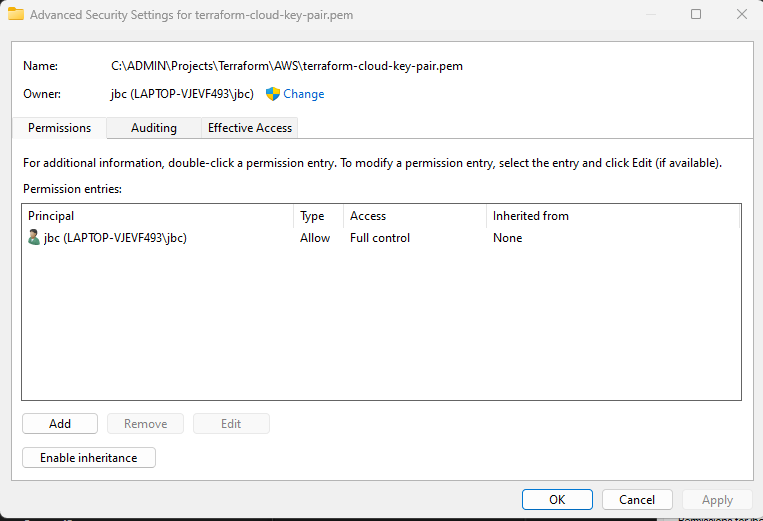 Advanced Security Settings for terraform-cloud-key-pair.pem
Name: C:\ADMIN\Projects\Terraform\AWS\terraform-cloud-key-pair.pem
Owner: jbc (LAPTOP-VJEVF493\jbc) Change
Permissions Auditing Effective Access
For additional information, double-click a permission entry. To modify a permission entry, select the entry and click Edit (if available).
Permission entries:
Principal Type Access Inherited from
jbc (LAPTOP-VJEVF493\jbc) Allow Full control None
Add Remove Edit
Enable inheritance
OK Cancel Apply